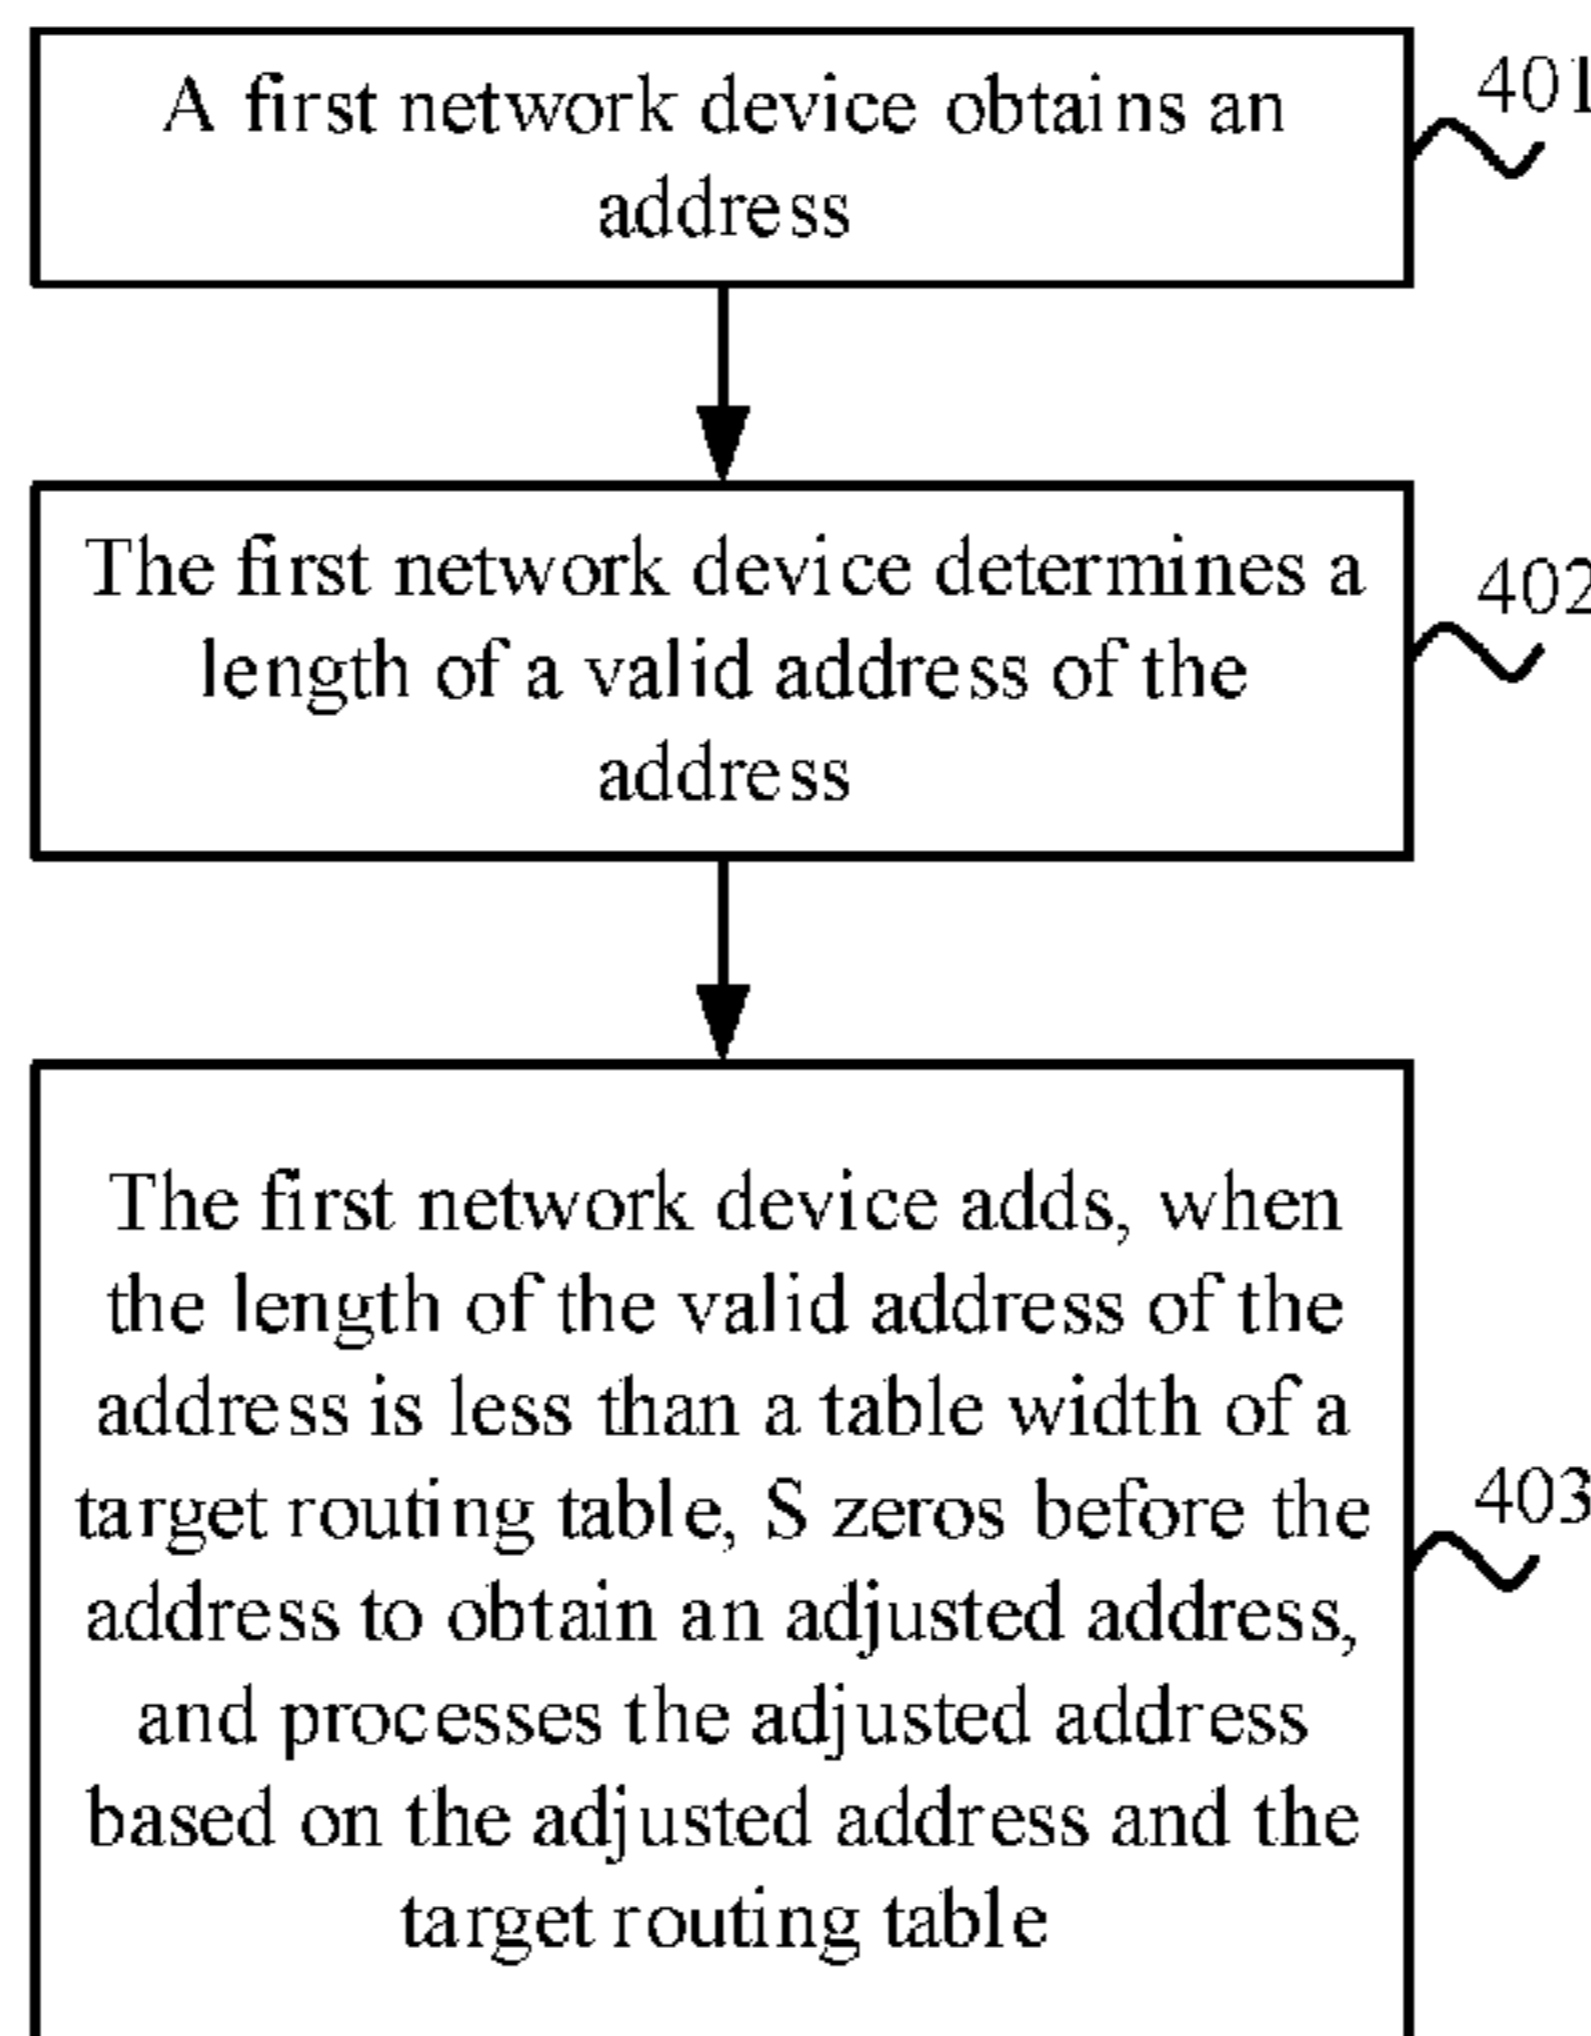 A first network device obtains an
address
401
The first network device determines a
length of a valid address of the
address
402
The first network device adds, when
the length of the valid address of the
address is less than a table width of a
target routing table, S zeros before the
address to obtain an adjusted address,
and processes the adjusted address
based on the adjusted address and the
target routing table
403